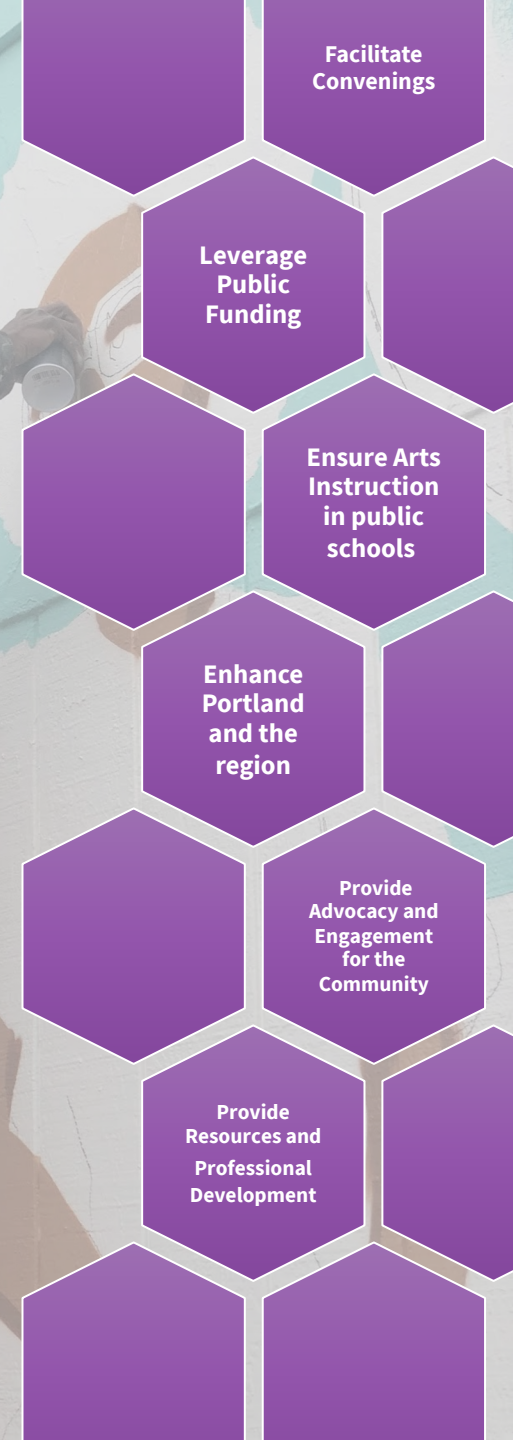 Facilitate
Convenings
Leverage
Public
Funding
Ensure Arts
Instruction
in public
schools
Enhance
Portland
and the
region
Provide
Advocacy and
Engagement
for the
Community
Provide
Resources and
Professional
Development